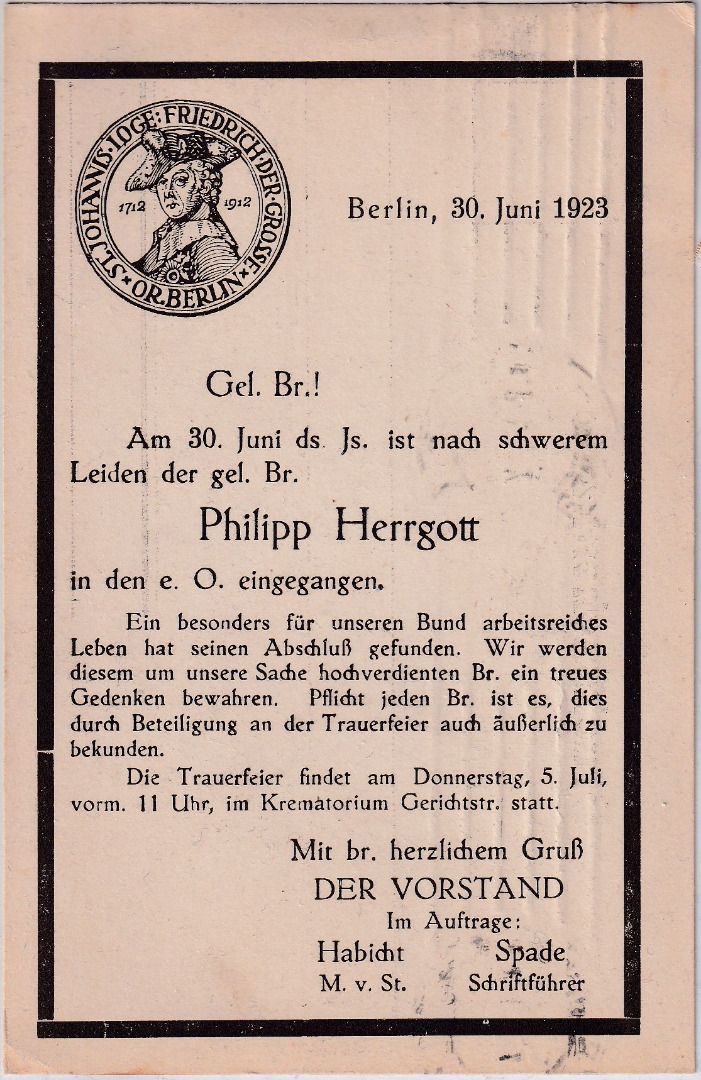 ST. JOHANNIS·LOGE: FRIEDRICH·DER·GROSSE
OR. BERLIN
1712 1912
Berlin, 30. Juni 1923
Gel. Br.!
Am 30. Juni ds. Js. ist nach schwerem
Leiden der gel. Br.
Philipp Herrgott
in den e. O. eingegangen.
Ein besonders für unseren Bund arbeitsreiches
Leben hat seinen Abschluß gefunden. Wir werden
diesem um unsere Sache hochverdienten Br. ein treues
Gedenken bewahren. Pflicht jeden Br. ist es, dies
durch Beteiligung an der Trauerfeier auch äußerlich zu
bekunden.
Die Trauerfeier findet am Donnerstag, 5. Juli,
vorm. 11 Uhr, im Krematorium Gerichtstr. statt.
Mit br. herzlichem Gruß
DER VORSTAND
Im Auftrage:
Habicht Spade
M. v. St. Schriftführer